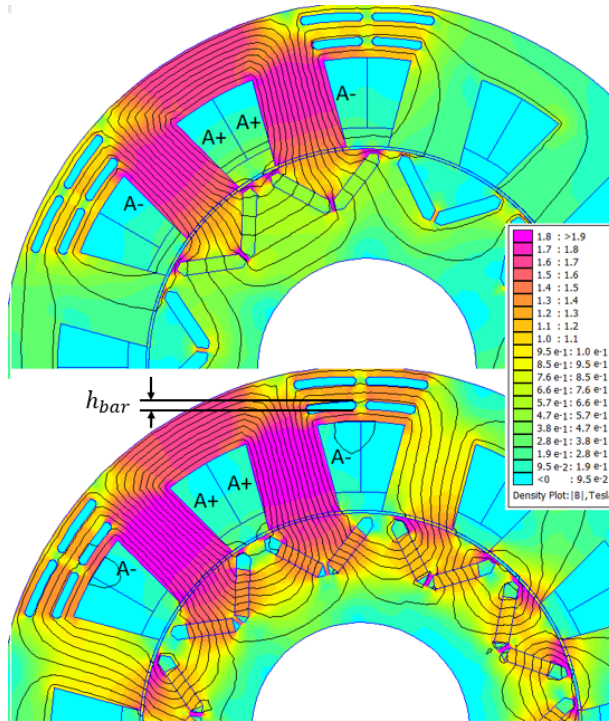 A-
A+
A+
A-
1.8 : >1.9
1.7 : 1.8
1.6 : 1.7
1.5 : 1.6
1.4 : 1.5
1.3 : 1.4
1.2 : 1.3
1.1 : 1.2
1.0 : 1.1
9.5 e-1: 1.0 e-1
8.5 e-1: 9.5 e-1
7.6 e-1: 8.5 e-1
6.6 e-1: 7.6 e-1
5.7 e-1: 6.6 e-1
4.7 e-1: 5.7 e-1
3.8 e-1: 4.7 e-1
2.8 e-1: 3.8 e-1
1.9 e-1: 2.8 e-1
9.5 e-2: 1.9 e-1
<0 : 9.5 e-2
Density Plot:|B|,Tesl
h_bar
A-
A+
A+
A-